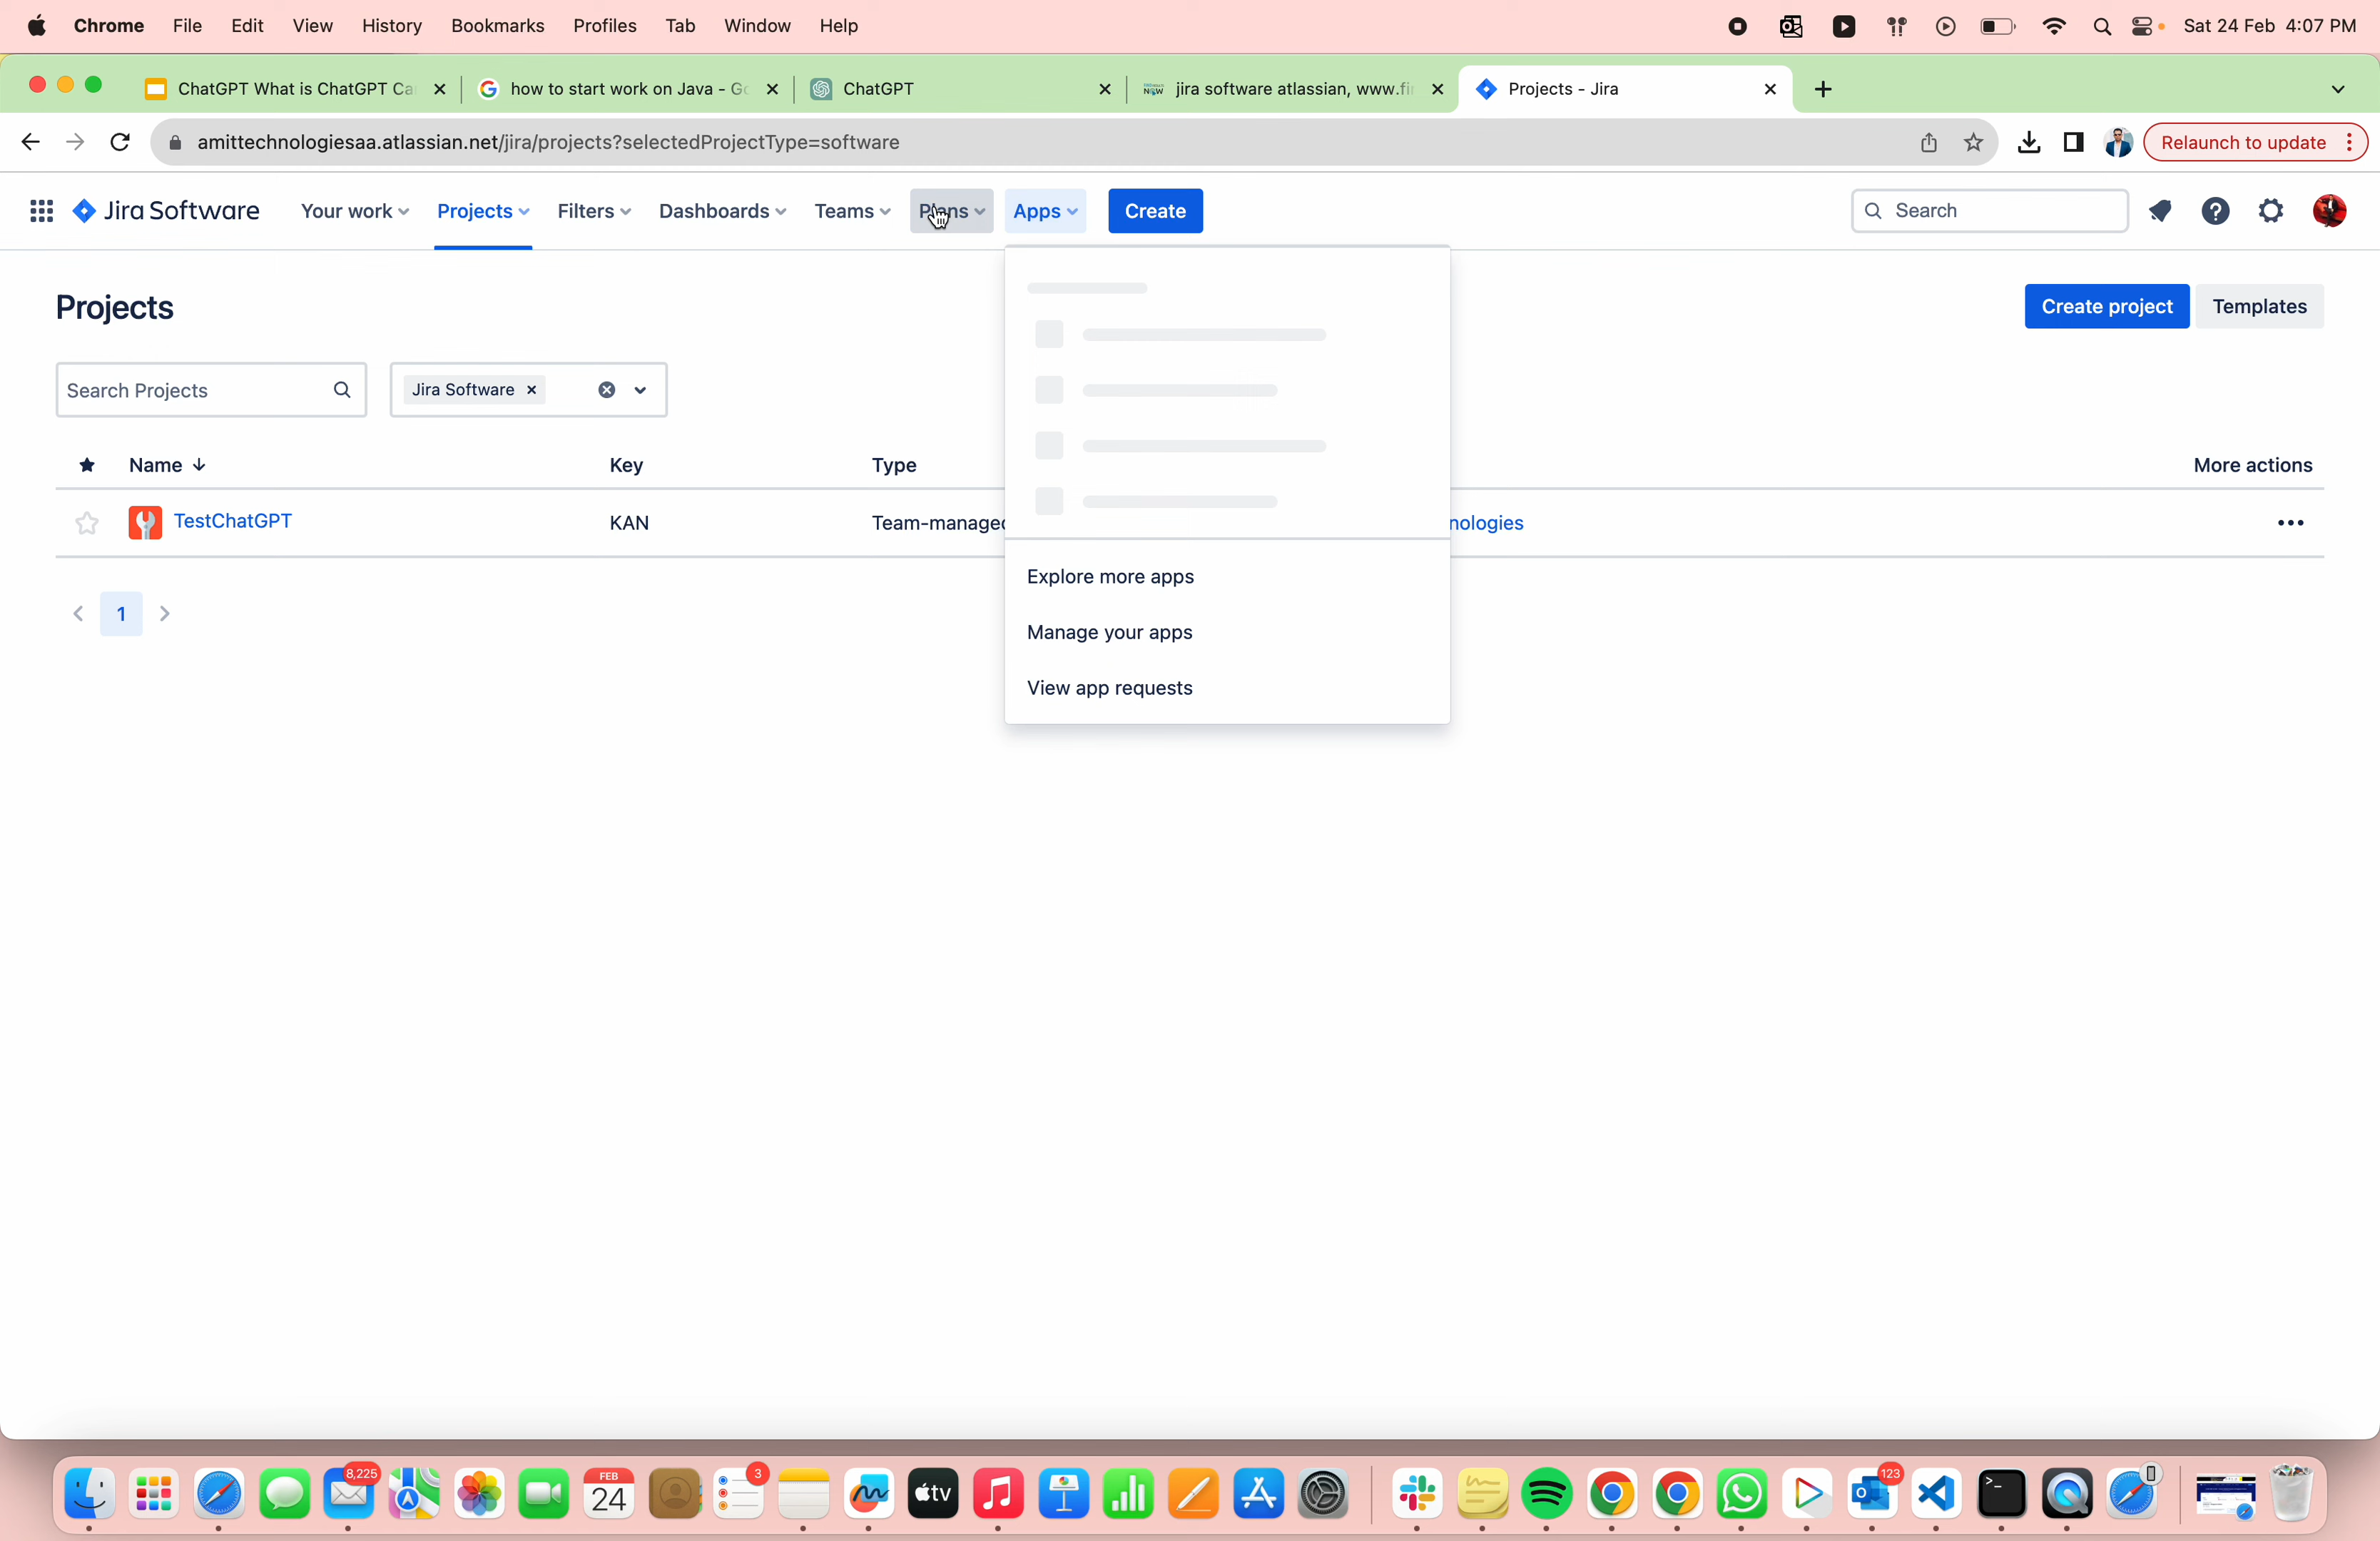 Chrome File Edit View History Bookmarks Profiles Tab Window Help Sat 24 Feb 4:07 PM
ChatGPT What is ChatGPT Ca how to start work on Java - Go ChatGPT NOW jira software atlassian, www.fi Projects - Jira
amittechnologiesaa.atlassian.net/jira/projects?selectedProjectType=software Relaunch to update
Jira Software Your work Projects Filters Dashboards Teams Plans Apps Create Search
Projects Create project Templates
Search Projects Jira Software
Name Key Type More actions
TestChatGPT KAN Team-managed nologies
Explore more apps
1
Manage your apps
View app requests
8,225 FEB 24 3 tv 123